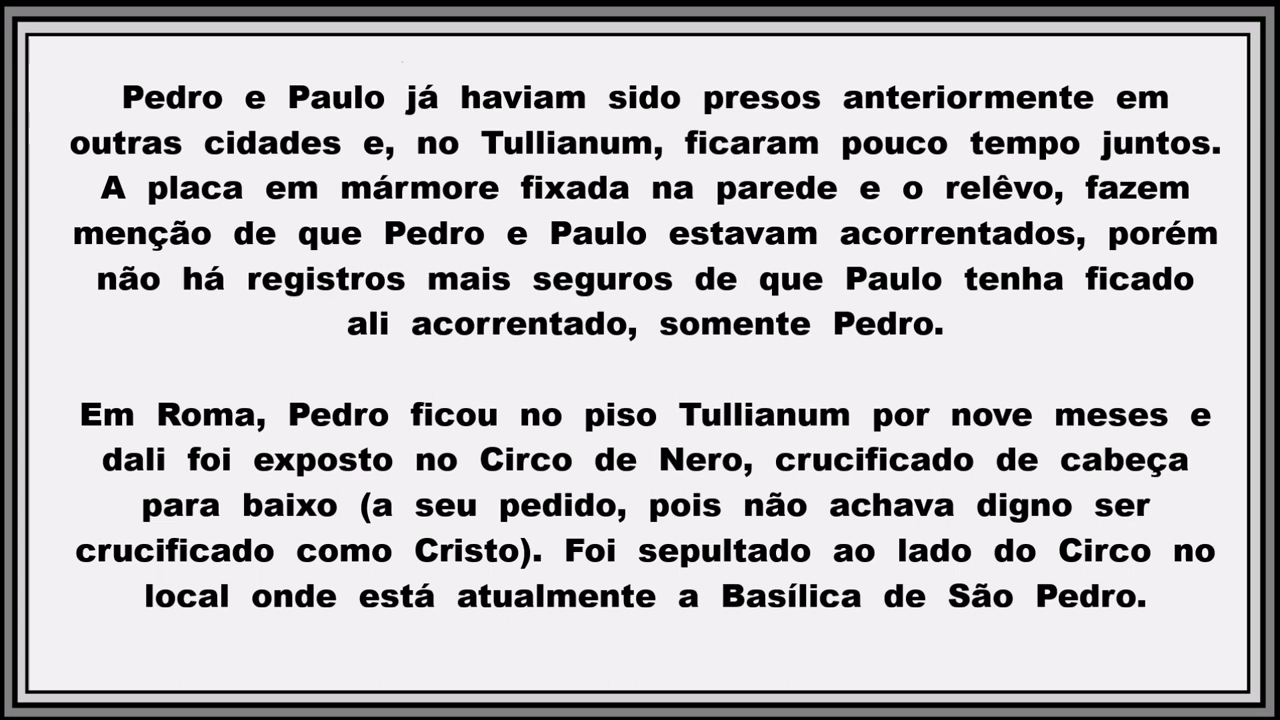 Pedro e Paulo já haviam sido presos anteriormente em
outras cidades e, no Tullianum, ficaram pouco tempo juntos.
A placa em mármore fixada na parede e o relêvo, fazem
menção de que Pedro e Paulo estavam acorrentados, porém
não há registros mais seguros de que Paulo tenha ficado
ali acorrentado, somente Pedro.
Em Roma, Pedro ficou no piso Tullianum por nove meses e
dali foi exposto no Circo de Nero, crucificado de cabeça
para baixo (a seu pedido, pois não achava digno ser
crucificado como Cristo). Foi sepultado ao lado do Circo no
local onde está atualmente a Basílica de São Pedro.